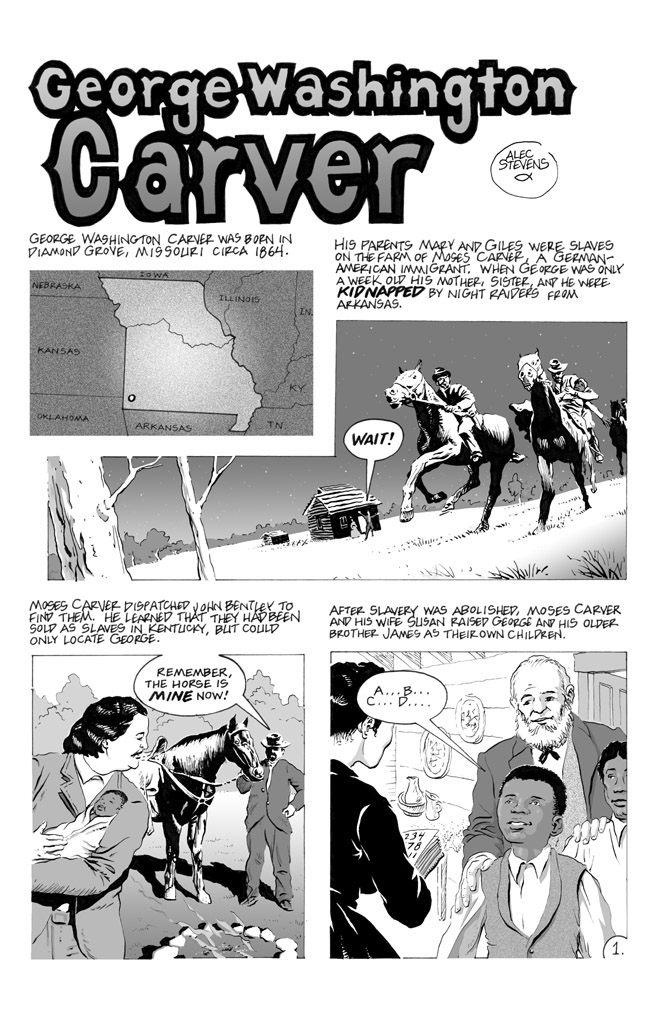 George Washington
Carver
ALEC
STEVENS
GEORGE WASHINGTON CARVER WAS BORN IN
DIAMOND GROVE, MISSOURI CIRCA 1864.
NEBRASKA
IOWA
ILLINOIS
IN.
KANSAS
KY
OKLAHOMA
ARKANSAS
TN
HIS PARENTS MARY AND GILES WERE SLAVES
ON THE FARM OF MOSES CARVER, A GERMAN-
AMERICAN IMMIGRANT. WHEN GEORGE WAS ONLY
A WEEK OLD HIS MOTHER, SISTER, AND HE WERE
KIDNAPPED BY NIGHT RAIDERS FROM
ARKANSAS.
WAIT!
MOSES CARVER DISPATCHED JOHN BENTLEY TO
FIND THEM. HE LEARNED THAT THEY HAD BEEN
SOLD AS SLAVES IN KENTUCKY, BUT COULD
ONLY LOCATE GEORGE.
REMEMBER,
THE HORSE IS
MINE NOW!
AFTER SLAVERY WAS ABOLISHED, MOSES CARVER
AND HIS WIFE SUSAN RAISED GEORGE AND HIS OLDER
BROTHER JAMES AS THEIR OWN CHILDREN.
A... B...
C.... D....
234
78
11
1.